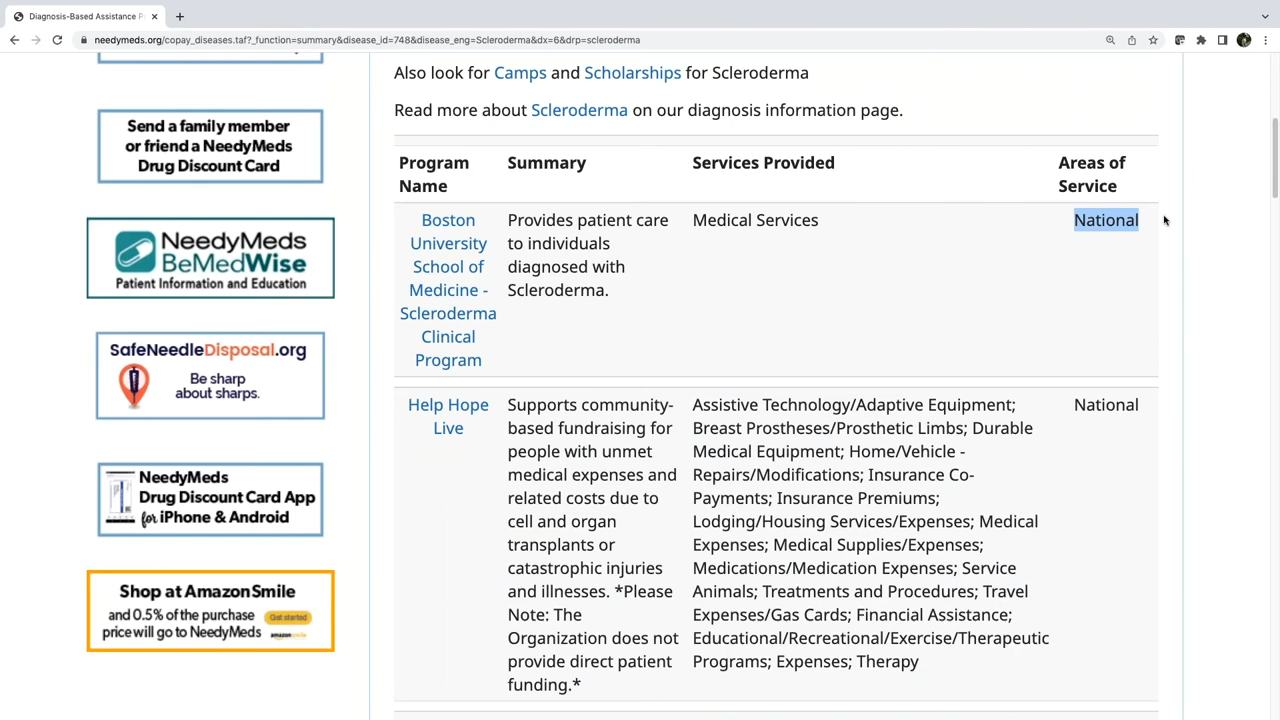 Diagnosis-Based Assistance P
needymeds.org/copay_diseases.taf?_function=summary&disease_id=748&disease_eng=Scleroderma&dx=6&drp=scleroderma
Send a family member
or friend a NeedyMeds
Drug Discount Card
NeedyMeds
BeMedWise
Patient Information and Education
SafeNeedleDisposal.org
Be sharp
about sharps.
NeedyMeds
Drug Discount Card App
for iPhone & Android
Shop at AmazonSmile
and 0.5% of the purchase
price will go to NeedyMeds
Get started
amazonsmile
Also look for Camps and Scholarships for Scleroderma
Read more about Scleroderma on our diagnosis information page.
Program
Name
Summary
Services Provided
Areas of
Service
Boston
University
School of
Medicine -
Scleroderma
Clinical
Program
Provides patient care
to individuals
diagnosed with
Scleroderma.
Medical Services
National
Help Hope
Live
Supports community-
based fundraising for
people with unmet
medical expenses and
related costs due to
cell and organ
transplants or
catastrophic injuries
and illnesses. *Please
Note: The
Organization does not
provide direct patient
funding.*
Assistive Technology/Adaptive Equipment;
Breast Prostheses/Prosthetic Limbs; Durable
Medical Equipment; Home/Vehicle -
Repairs/Modifications; Insurance Co-
Payments; Insurance Premiums;
Lodging/Housing Services/Expenses; Medical
Expenses; Medical Supplies/Expenses;
Medications/Medication Expenses; Service
Animals; Treatments and Procedures; Travel
Expenses/Gas Cards; Financial Assistance;
Educational/Recreational/Exercise/Therapeutic
Programs; Expenses; Therapy
National